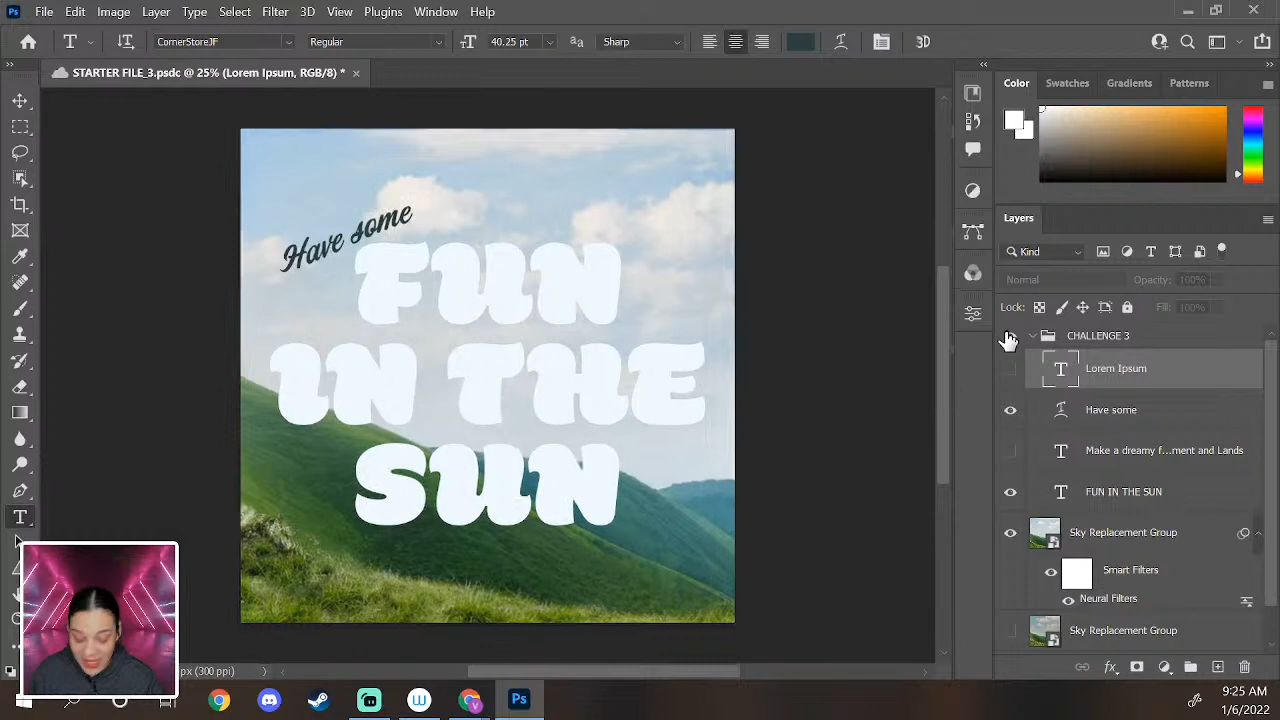 Ps File Edit Image Layer Type Select Filter 3D View Plugins Window Help
T CornerStoreJF Regular 40.25 pt aa Sharp 3D
STARTER FILE_3.psdc @ 25% (Lorem Ipsum, RGB/8) *
Color Swatches Gradients Patterns
Have some
FUN
IN THE
SUN
Layers
Kind
Normal Opacity: 100%
Lock: Fill: 100%
CHALLENGE 3
Lorem Ipsum
Have some
Make a dreamy f...ment and Lands
FUN IN THE SUN
Sky Replacement Group
Smart Filters
Neural Filters
Sky Replacement Group
px (300 ppi)
Ps
9:25 AM
1/6/2022